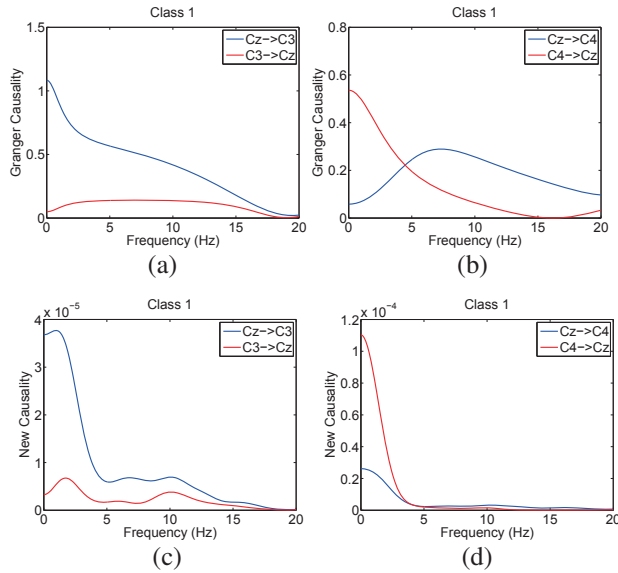 Class 1
Granger Causality
1.5
1
0.5
0
Cz->C3
C3->Cz
0 5 10 15 20
Frequency (Hz)
(a)
Class 1
Granger Causality
0.8
0.6
0.4
0.2
0
Cz->C4
C4->Cz
0 5 10 15 20
Frequency (Hz)
(b)
Class 1
x 10⁻⁵
New Causality
4
3
2
1
0
Cz->C3
C3->Cz
0 5 10 15 20
Frequency (Hz)
(c)
Class 1
x 10⁻⁴
New Causality
1.2
1
0.8
0.6
0.4
0.2
0
Cz->C4
C4->Cz
0 5 10 15 20
Frequency (Hz)
(d)